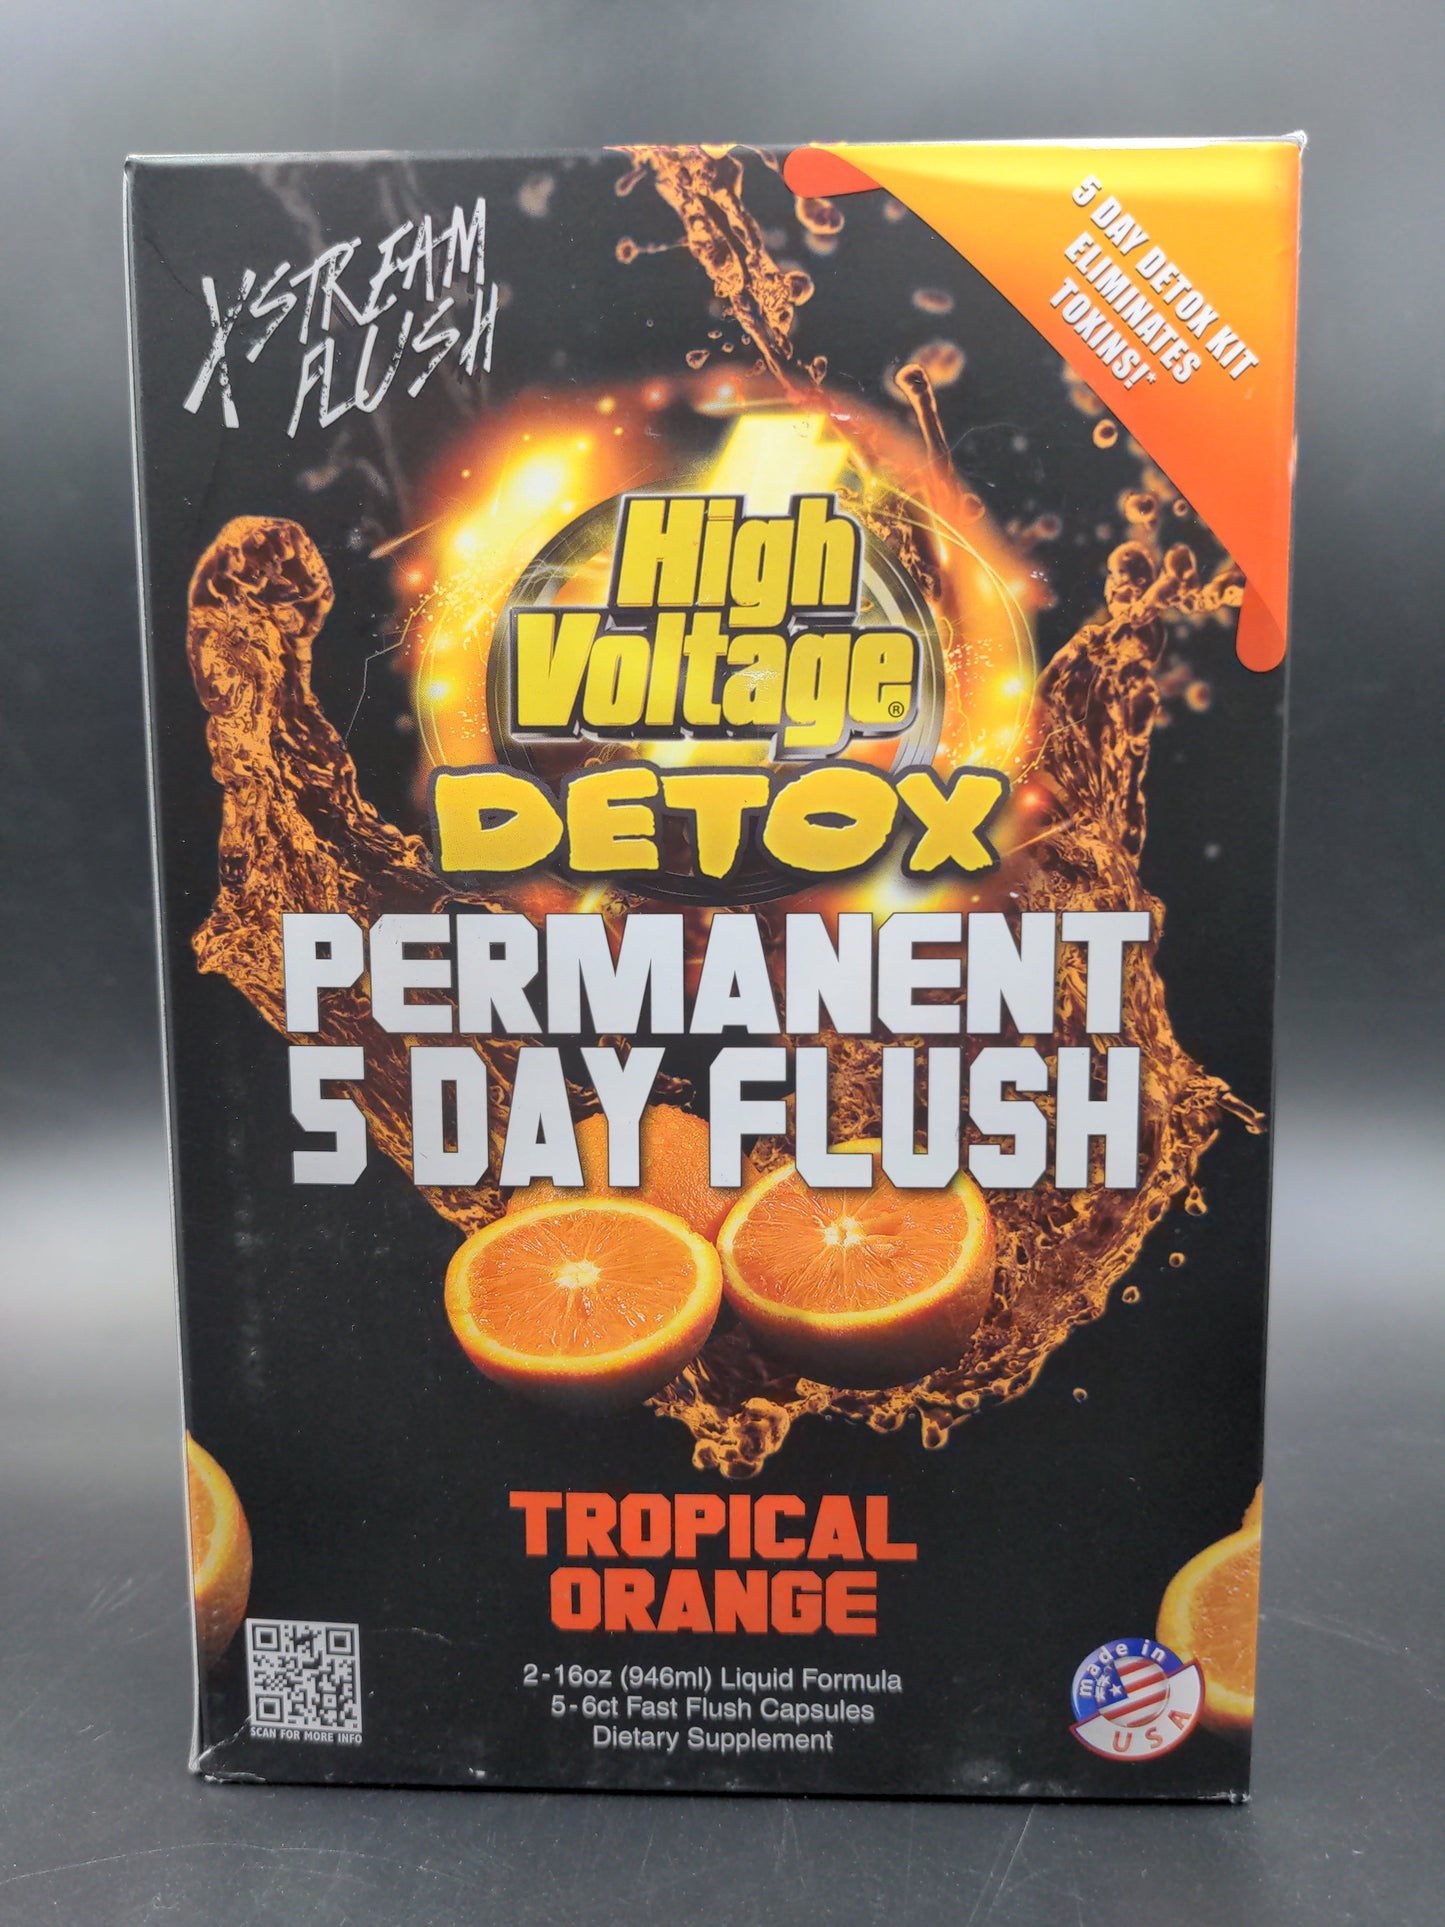 XSTREAM
FLUSH
5 DAY DETOX KIT
ELIMINATES
TOXINS!*
High
Voltage®
DETOX
PERMANENT
5 DAY FLUSH
TROPICAL
ORANGE
2-16oz (946ml) Liquid Formula
5-6ct Fast Flush Capsules
Dietary Supplement
SCAN FOR MORE INFO
made in
USA